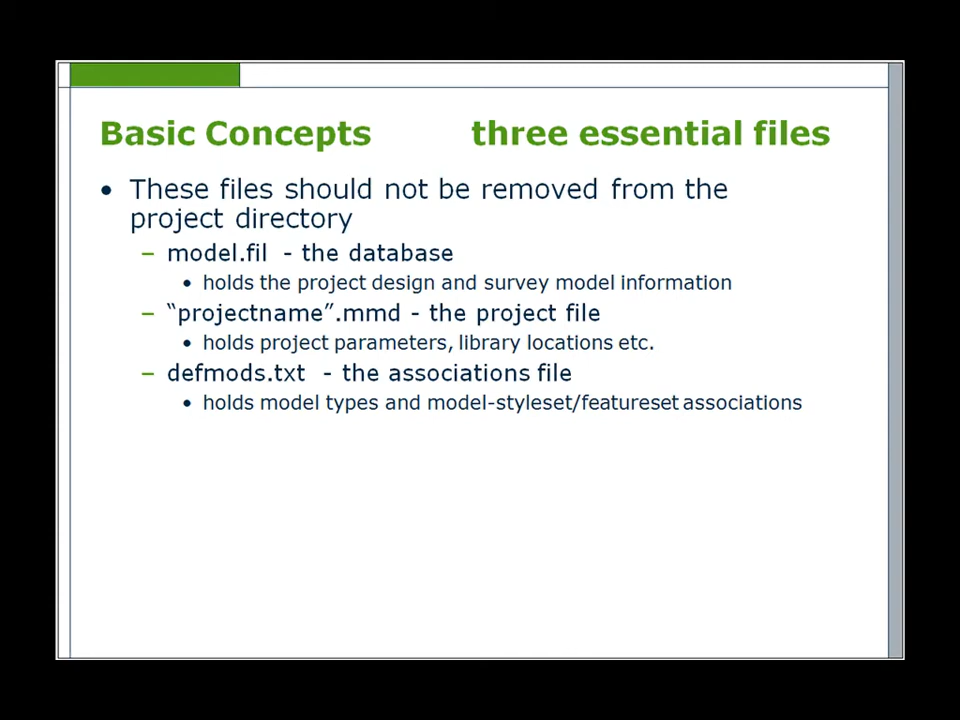 Basic Concepts three essential files
• These files should not be removed from the
project directory
– model.fil - the database
• holds the project design and survey model information
– “projectname”.mmd - the project file
• holds project parameters, library locations etc.
– defmods.txt - the associations file
• holds model types and model-styleset/featureset associations